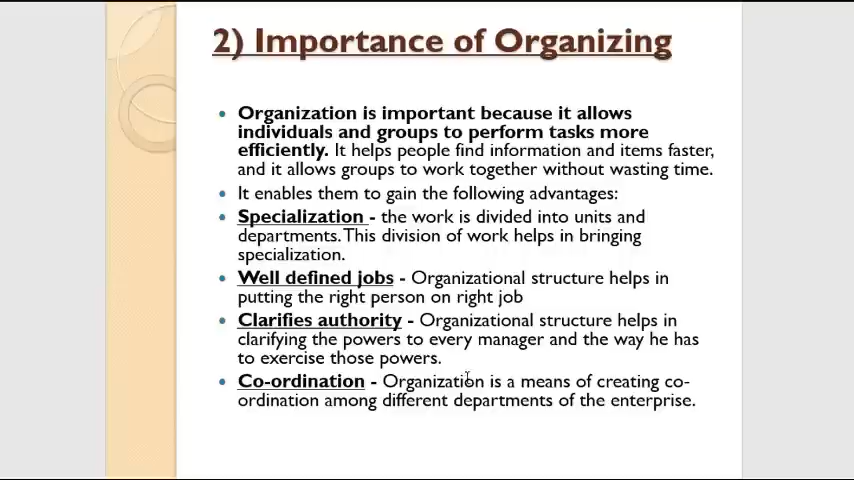 2) Importance of Organizing
• Organization is important because it allows
individuals and groups to perform tasks more
efficiently. It helps people find information and items faster,
and it allows groups to work together without wasting time.
• It enables them to gain the following advantages:
• Specialization - the work is divided into units and
departments. This division of work helps in bringing
specialization.
• Well defined jobs - Organizational structure helps in
putting the right person on right job
• Clarifies authority - Organizational structure helps in
clarifying the powers to every manager and the way he has
to exercise those powers.
• Co-ordination - Organization is a means of creating co-
ordination among different departments of the enterprise.